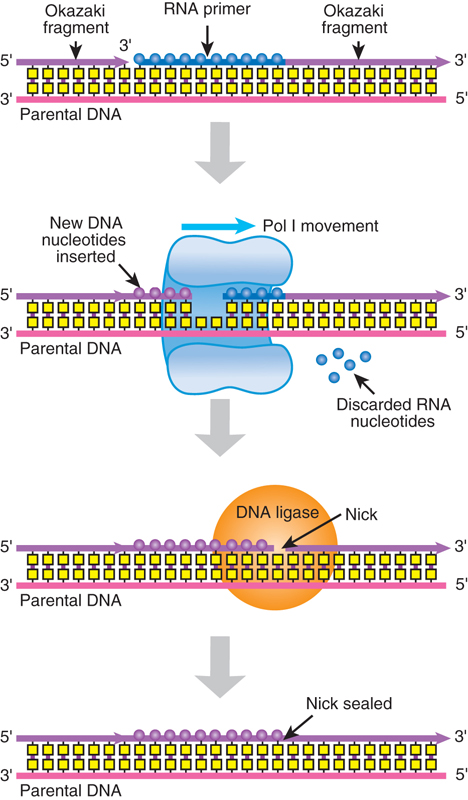 Okazaki
fragment
RNA primer
Okazaki
fragment
3'
5'
3'
3'
5'
Parental DNA
Pol I movement
New DNA
nucleotides
inserted
5'
3'
3'
5'
Parental DNA
Discarded RNA
nucleotides
DNA ligase
Nick
5'
3'
3'
5'
Parental DNA
Nick sealed
5'
3'
3'
5'
Parental DNA